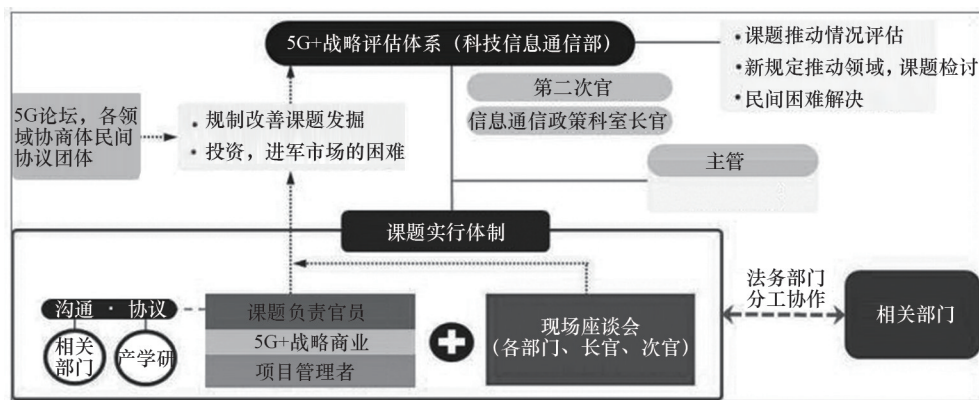 5G+战略评估体系(科技信息通信部)
• 课题推动情况评估
• 新规定推动领域,课题检讨
• 民间困难解决
第二次官
信息通信政策科室长官
5G论坛,各领
域协商体民间
协议团体
• 规制改善课题发掘
• 投资,进军市场的困难
主管
课题实行体制
沟通 · 协议
相关
部门
产学研
课题负责官员
5G+战略商业
项目管理者
现场座谈会
(各部门、长官、次官)
法务部门
分工协作
相关部门